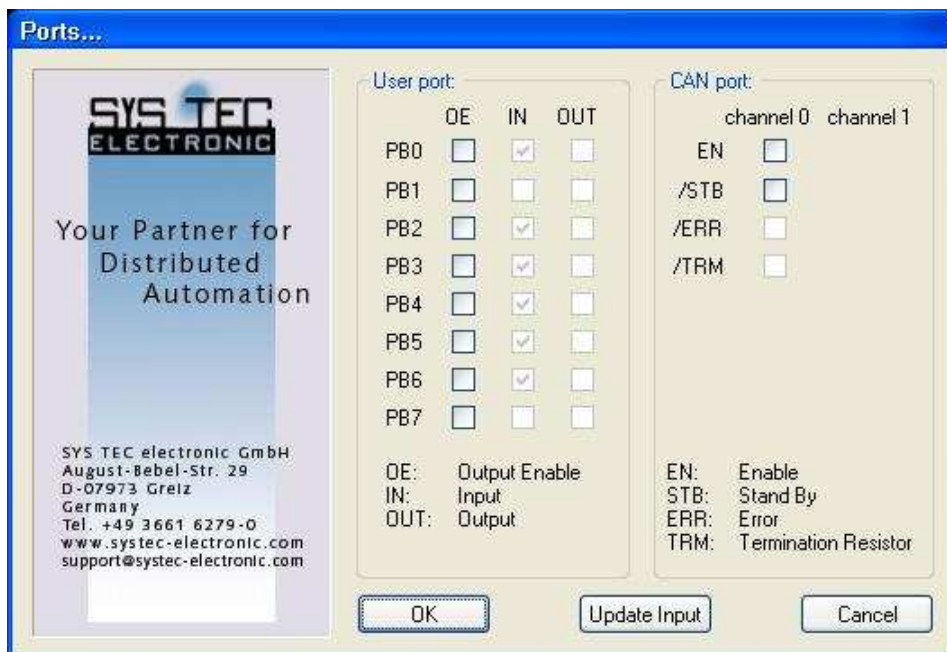 Ports...
SYS TEC
ELECTRONIC
Your Partner for
Distributed
Automation
SYS TEC electronic GmbH
August-Bebel-Str. 29
D-07973 Greiz
Germany
Tel. +49 3661 6279-0
www.systec-electronic.com
support@systec-electronic.com
User port:
OE IN OUT
PB0
PB1
PB2
PB3
PB4
PB5
PB6
PB7
OE: Output Enable
IN: Input
OUT: Output
CAN port:
channel 0 channel 1
EN
/STB
/ERR
/TRM
EN: Enable
STB: Stand By
ERR: Error
TRM: Termination Resistor
OK Update Input Cancel